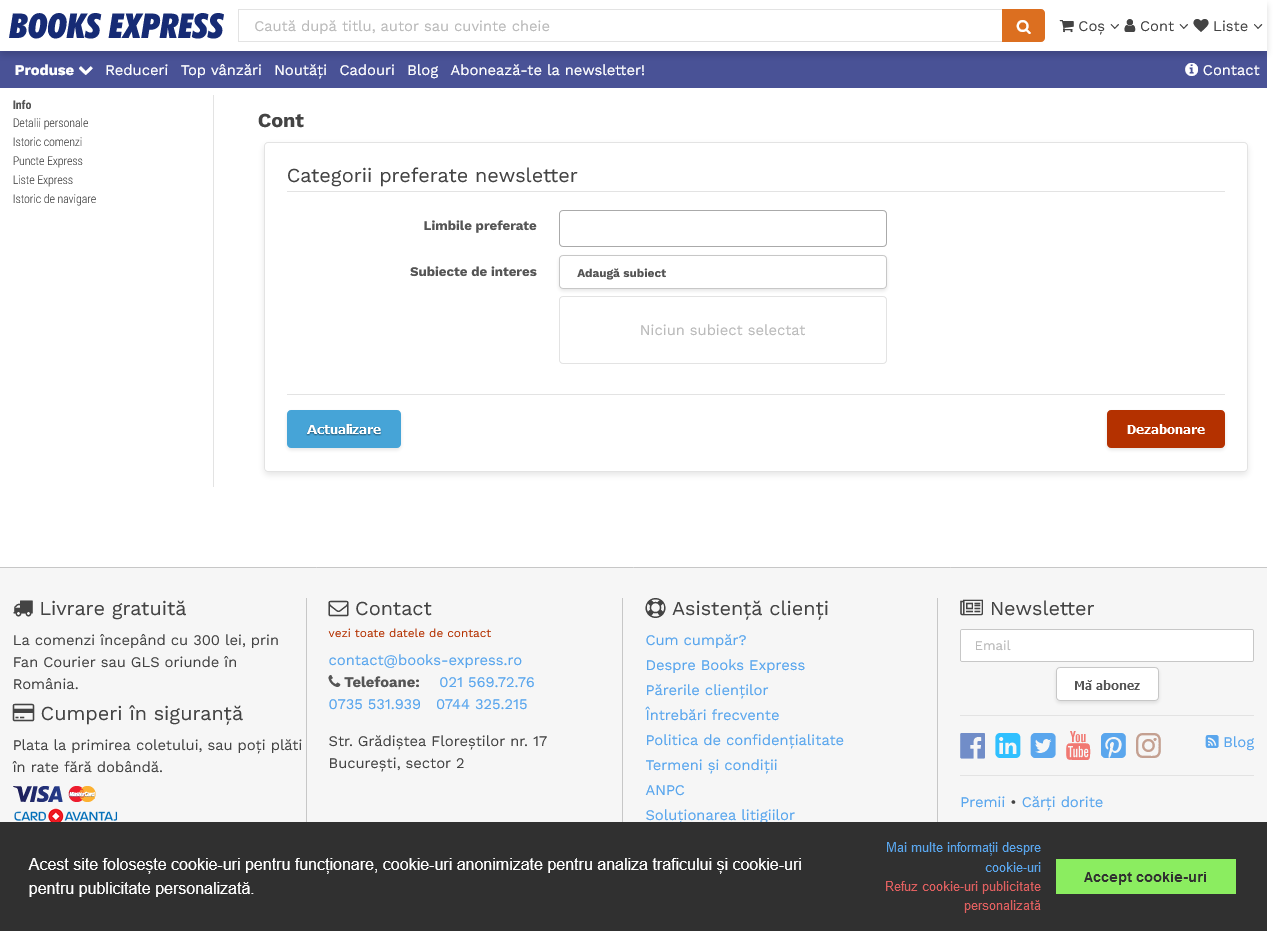 BOOKS EXPRESS
Caută după titlu, autor sau cuvinte cheie
Coș
Cont
Liste
Produse
Reduceri
Top vânzări
Noutăți
Cadouri
Blog
Abonează-te la newsletter!
Contact
Info
Detalii personale
Istoric comenzi
Puncte Express
Liste Express
Istoric de navigare
Cont
Categorii preferate newsletter
Limbile preferate
Subiecte de interes
Adaugă subiect
Niciun subiect selectat
Actualizare
Dezabonare
Livrare gratuită
La comenzi începând cu 300 lei, prin
Fan Courier sau GLS oriunde în
România.
Cumperi în siguranță
Plata la primirea coletului, sau poți plăti
în rate fără dobândă.
VISA MasterCard
CARD AVANTAJ
Contact
vezi toate datele de contact
contact@books-express.ro
Telefoane: 021 569.72.76
0735 531.939 0744 325.215
Str. Grădiștea Floreștilor nr. 17
București, sector 2
Asistență clienți
Cum cumpăr?
Despre Books Express
Părerile clienților
Întrebări frecvente
Politica de confidențialitate
Termeni și condiții
ANPC
Soluționarea litigiilor
Newsletter
Email
Mă abonez
You Tube
Blog
Premii • Cărți dorite
Acest site folosește cookie-uri pentru funcționare, cookie-uri anonimizate pentru analiza traficului și cookie-uri
pentru publicitate personalizată.
Mai multe informații despre
cookie-uri
Refuz cookie-uri publicitate
personalizată
Accept cookie-uri